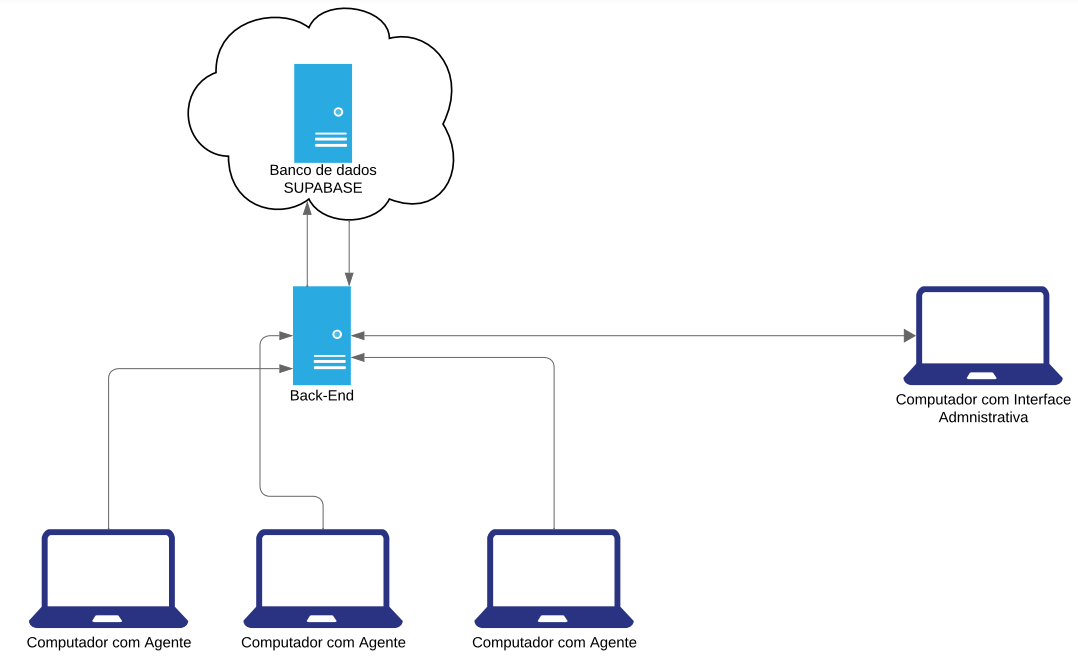 Banco de dados
SUPABASE
Back-End
Computador com Interface
Admnistrativa
Computador com Agente
Computador com Agente
Computador com Agente